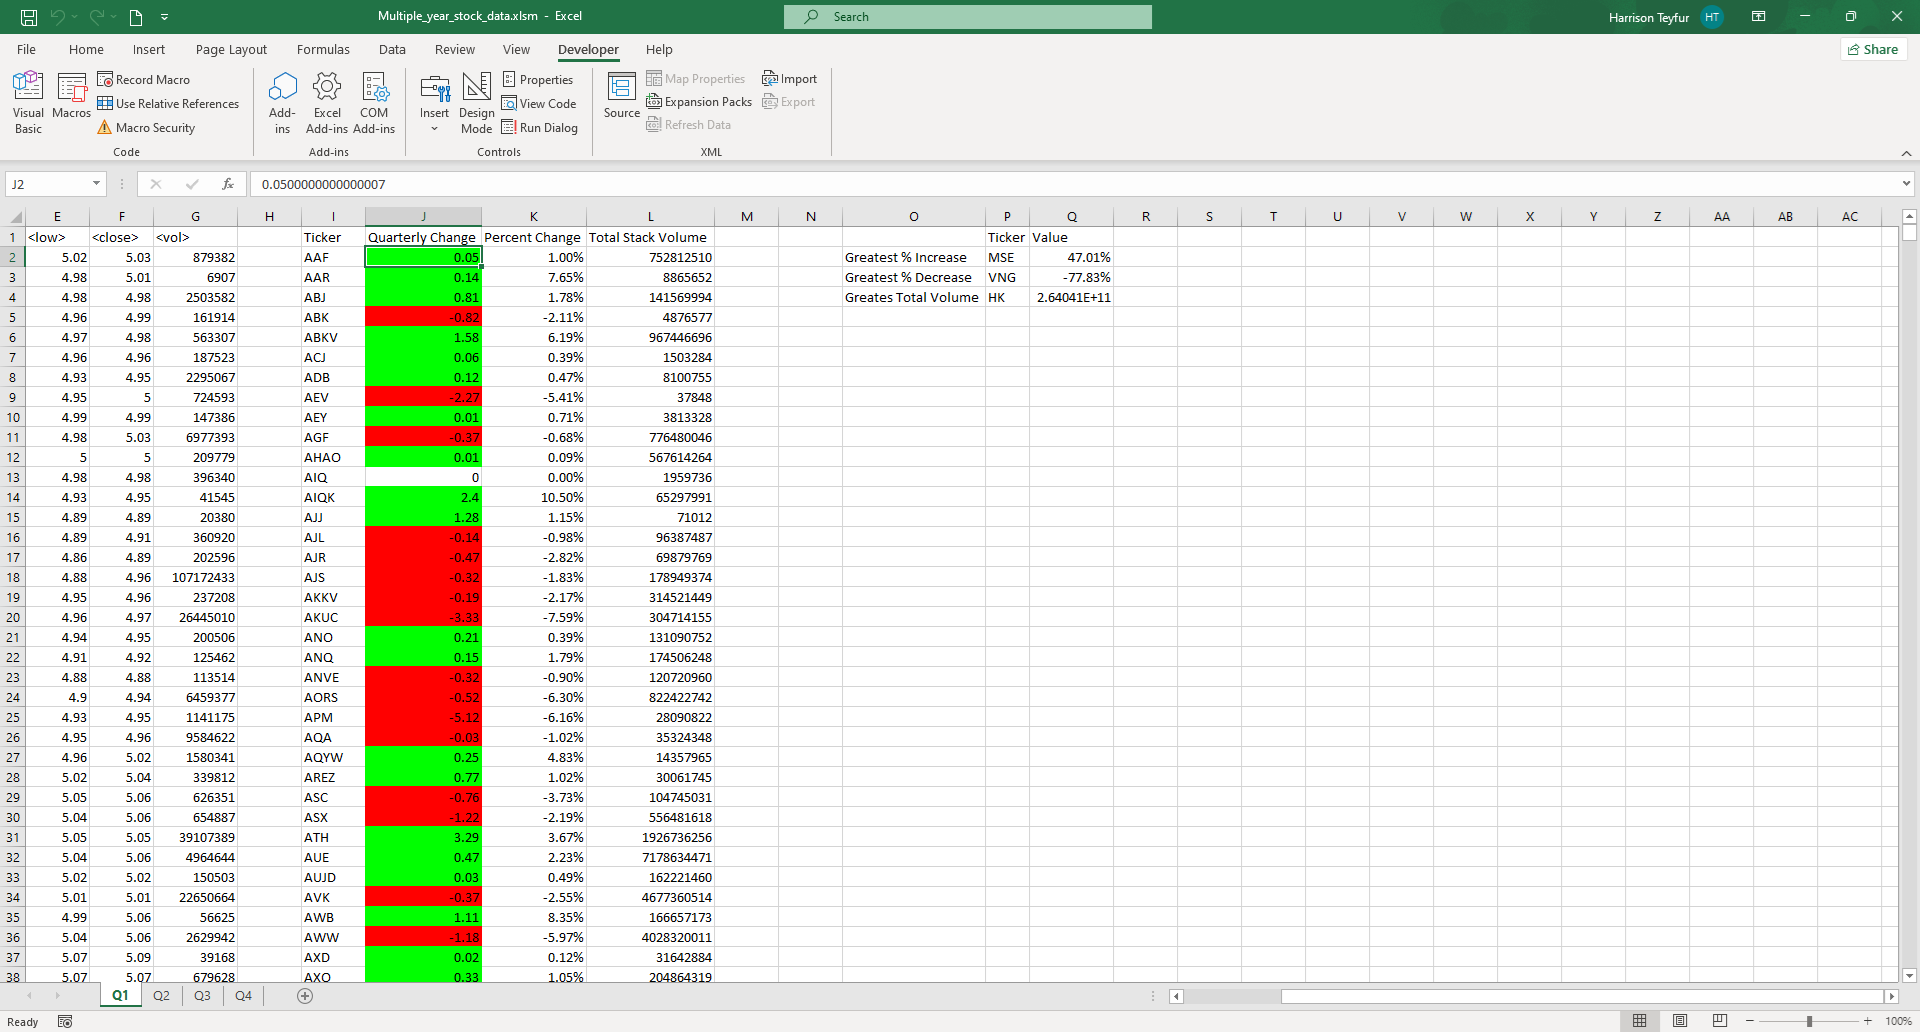 Multiple_year_stock_data.xlsm - Excel
Search
Harrison Teyfur HT
File Home Insert Page Layout Formulas Data Review View Developer Help Share
Visual Basic
Macros
Record Macro
Use Relative References
Macro Security
Code
Add-ins
Excel Add-ins
COM Add-ins
Add-ins
Insert
Design Mode
Properties
View Code
Run Dialog
Controls
Source
Map Properties
Expansion Packs
Refresh Data
Import
Export
XML
J2 fx 0.0500000000000007
E F G H I J K L M N O P Q R S T U V W X Y Z AA AB AC
1 <low> <close> <vol> Ticker Quarterly Change Percent Change Total Stack Volume Ticker Value
2 5.02 5.03 879382 AAF 0.05 1.00% 752812510 Greatest % Increase MSE 47.01%
3 4.98 5.01 6907 AAR 0.14 7.65% 8865652 Greatest % Decrease VNG -77.83%
4 4.98 4.98 2503582 ABJ 0.81 1.78% 141569994 Greates Total Volume HK 2.64041E+11
5 4.96 4.99 161914 ABK -0.82 -2.11% 4876577
6 4.97 4.98 563307 ABKV 1.58 6.19% 967446696
7 4.96 4.96 187523 ACJ 0.06 0.39% 1503284
8 4.93 4.95 2295067 ADB 0.12 0.47% 8100755
9 4.95 5 724593 AEV -2.27 -5.41% 37848
10 4.99 4.99 147386 AEY 0.01 0.71% 3813328
11 4.98 5.03 6977393 AGF -0.37 -0.68% 776480046
12 5 5 209779 AHAO 0.01 0.09% 567614264
13 4.98 4.98 396340 AIQ 0 0.00% 1959736
14 4.93 4.95 41545 AIQK 2.4 10.50% 65297991
15 4.89 4.89 20380 AJJ 1.28 1.15% 71012
16 4.89 4.91 360920 AJL -0.14 -0.98% 96387487
17 4.86 4.89 202596 AJR -0.47 -2.82% 69879769
18 4.88 4.96 107172433 AJS -0.32 -1.83% 178949374
19 4.95 4.96 237208 AKKV -0.19 -2.17% 314521449
20 4.96 4.97 26445010 AKUC -3.33 -7.59% 304714155
21 4.94 4.95 200506 ANO 0.21 0.39% 131090752
22 4.91 4.92 125462 ANQ 0.15 1.79% 174506248
23 4.88 4.88 113514 ANVE -0.32 -0.90% 120720960
24 4.9 4.94 6459377 AORS -0.52 -6.30% 822422742
25 4.93 4.95 1141175 APM -5.12 -6.16% 28090822
26 4.95 4.96 9584622 AQA -0.03 -1.02% 35324348
27 4.96 5.02 1580341 AQYW 0.25 4.83% 14357965
28 5.02 5.04 339812 AREZ 0.77 1.02% 30061745
29 5.05 5.06 626351 ASC -0.76 -3.73% 104745031
30 5.04 5.06 654887 ASX -1.22 -2.19% 556481618
31 5.05 5.05 39107389 ATH 3.29 3.67% 1926736256
32 5.04 5.06 4964644 AUE 0.47 2.23% 7178634471
33 5.02 5.02 150503 AUJD 0.03 0.49% 162221460
34 5.01 5.01 22650664 AVK -0.37 -2.55% 4677360514
35 4.99 5.06 56625 AWB 1.11 8.35% 166657173
36 5.04 5.06 2629942 AWW -1.18 -5.97% 4028320011
37 5.07 5.09 39168 AXD 0.02 0.12% 31642884
38 5.07 5.07 679628 AXO 0.33 1.05% 204864319
Q1 Q2 Q3 Q4
Ready 100%